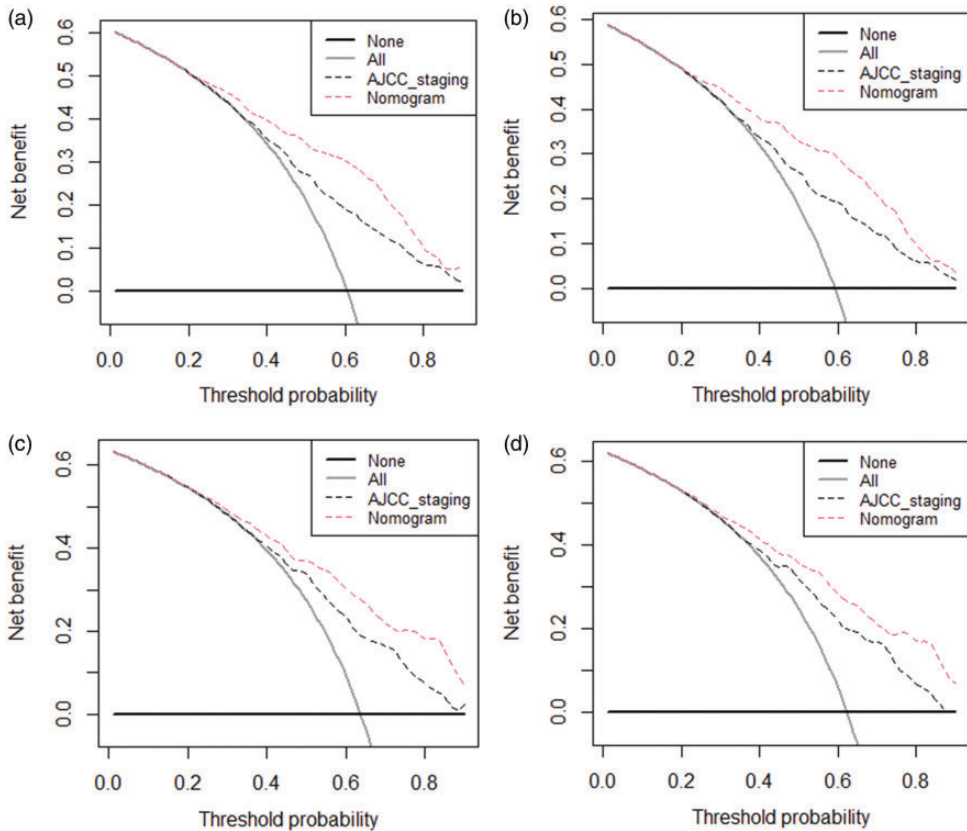 (a)
None
All
AJCC_staging
Nomogram
Net benefit
0.0 0.1 0.2 0.3 0.4 0.5 0.6
0.0 0.2 0.4 0.6 0.8
Threshold probability
(b)
None
All
AJCC_staging
Nomogram
Net benefit
0.0 0.1 0.2 0.3 0.4 0.5 0.6
0.0 0.2 0.4 0.6 0.8
Threshold probability
(c)
None
All
AJCC_staging
Nomogram
Net benefit
0.0 0.2 0.4 0.6
0.0 0.2 0.4 0.6 0.8
Threshold probability
(d)
None
All
AJCC_staging
Nomogram
Net benefit
0.0 0.2 0.4 0.6
0.0 0.2 0.4 0.6 0.8
Threshold probability